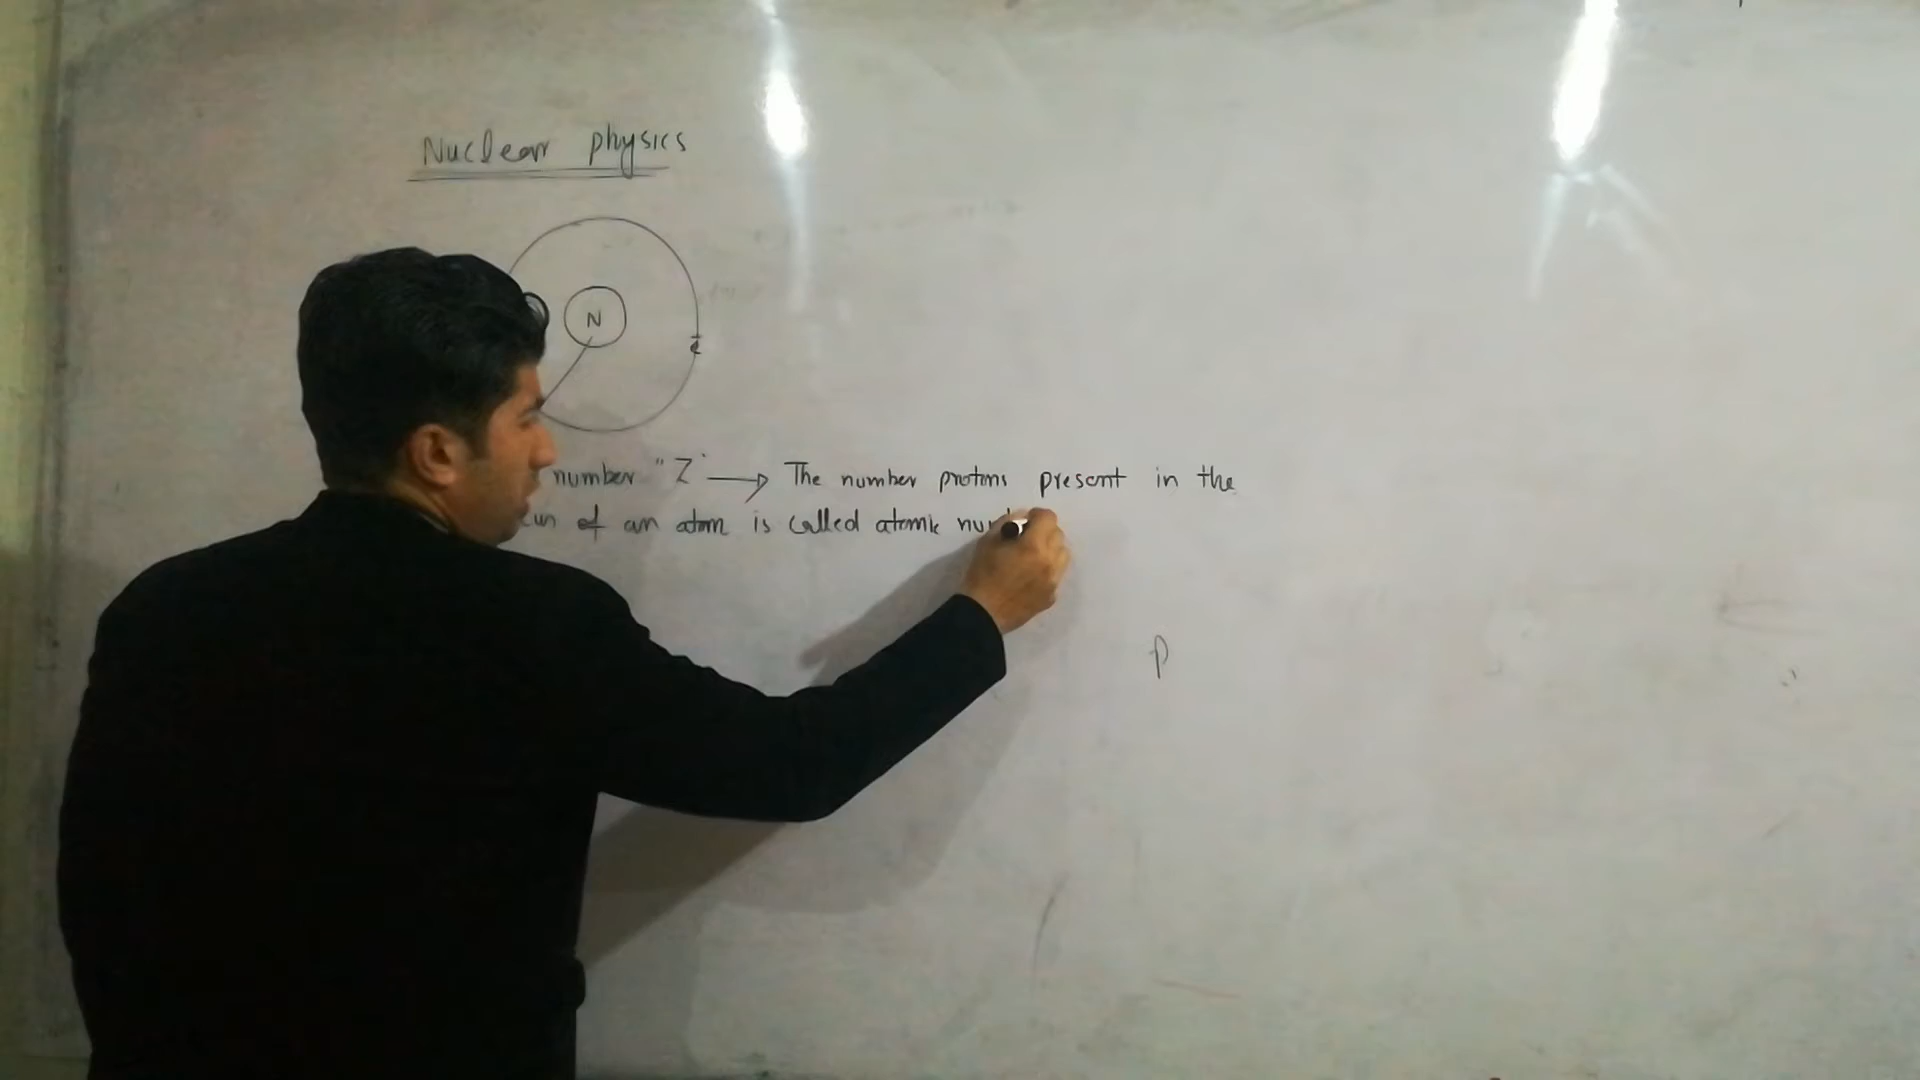 Nuclear physics
N
e
number "Z" → The number protons present in the
of an atom is called atomic
p